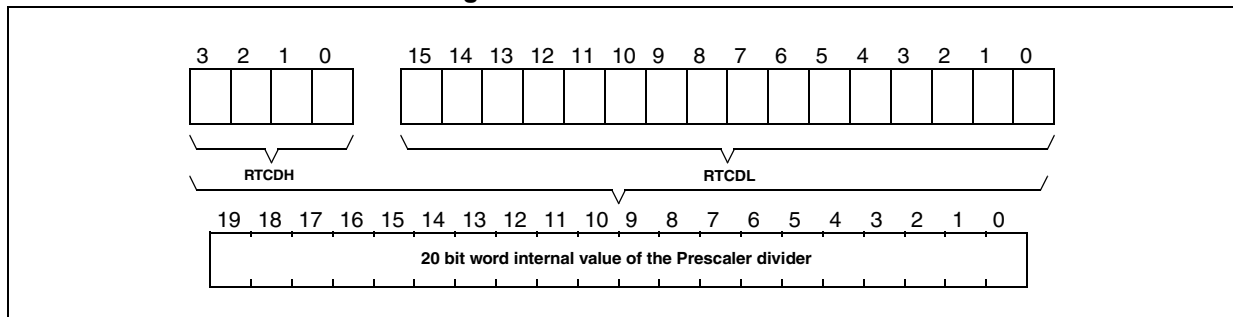 3 2 1 0 15 14 13 12 11 10 9 8 7 6 5 4 3 2 1 0
RTCDH RTCDL
19 18 17 16 15 14 13 12 11 10 9 8 7 6 5 4 3 2 1 0
20 bit word internal value of the Prescaler divider